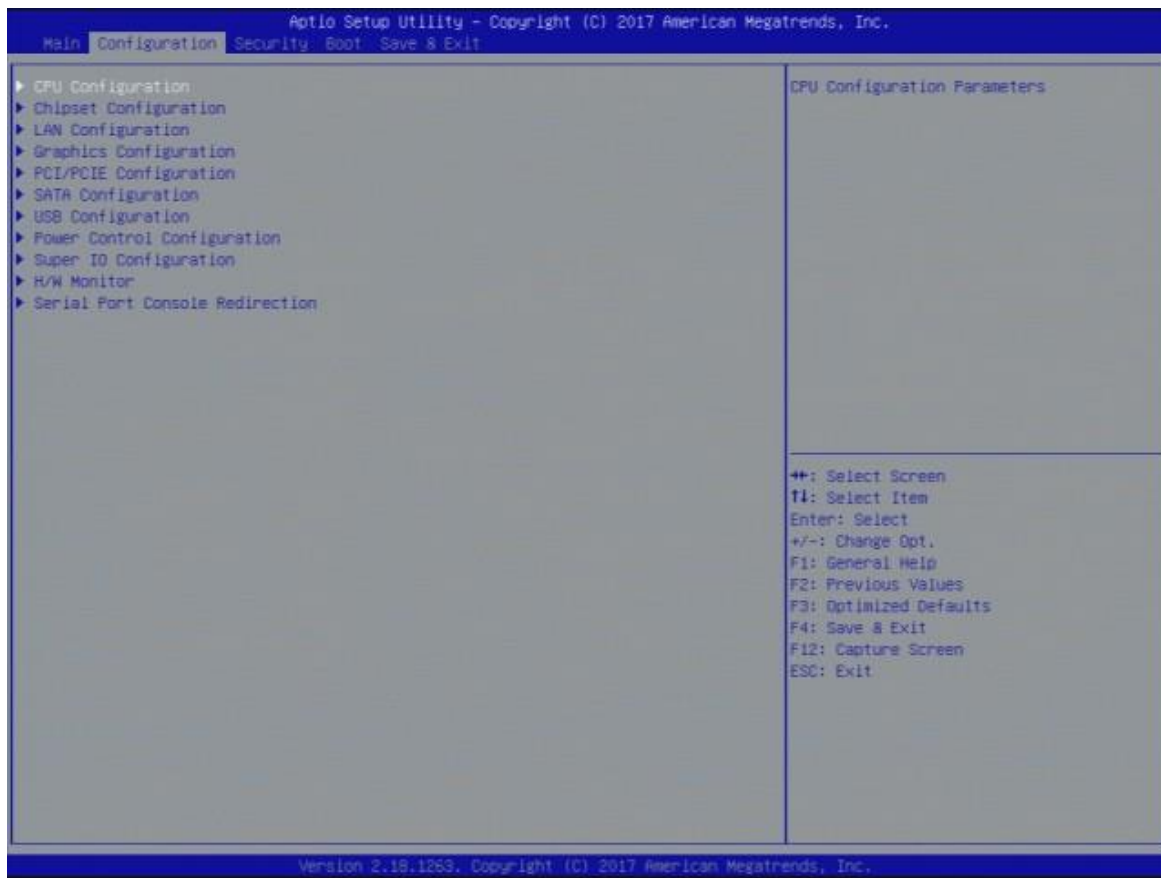 Aptio Setup Utility - Copyright (C) 2017 American Megatrends, Inc.
Main Configuration Security Boot Save & Exit
▶ CPU Configuration
▶ Chipset Configuration
▶ LAN Configuration
▶ Graphics Configuration
▶ PCI/PCIE Configuration
▶ SATA Configuration
▶ USB Configuration
▶ Power Control Configuration
▶ Super IO Configuration
▶ H/W Monitor
▶ Serial Port Console Redirection
CPU Configuration Parameters
→←: Select Screen
↑↓: Select Item
Enter: Select
+/-: Change Opt.
F1: General Help
F2: Previous Values
F3: Optimized Defaults
F4: Save & Exit
F12: Capture Screen
ESC: Exit
Version 2.18.1263. Copyright (C) 2017 American Megatrends, Inc.